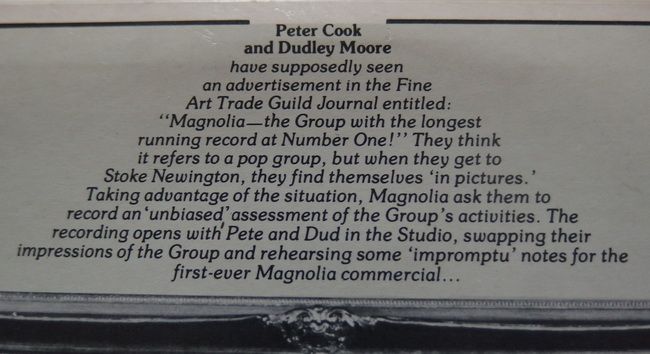 Peter Cook
and Dudley Moore
have supposedly seen
an advertisement in the Fine
Art Trade Guild Journal entitled:
"Magnolia—the Group with the longest
running record at Number One!" They think
it refers to a pop group, but when they get to
Stoke Newington, they find themselves 'in pictures.'
Taking advantage of the situation, Magnolia ask them to
record an 'unbiased' assessment of the Group's activities. The
recording opens with Pete and Dud in the Studio, swapping their
impressions of the Group and rehearsing some 'impromptu' notes for the
first-ever Magnolia commercial...